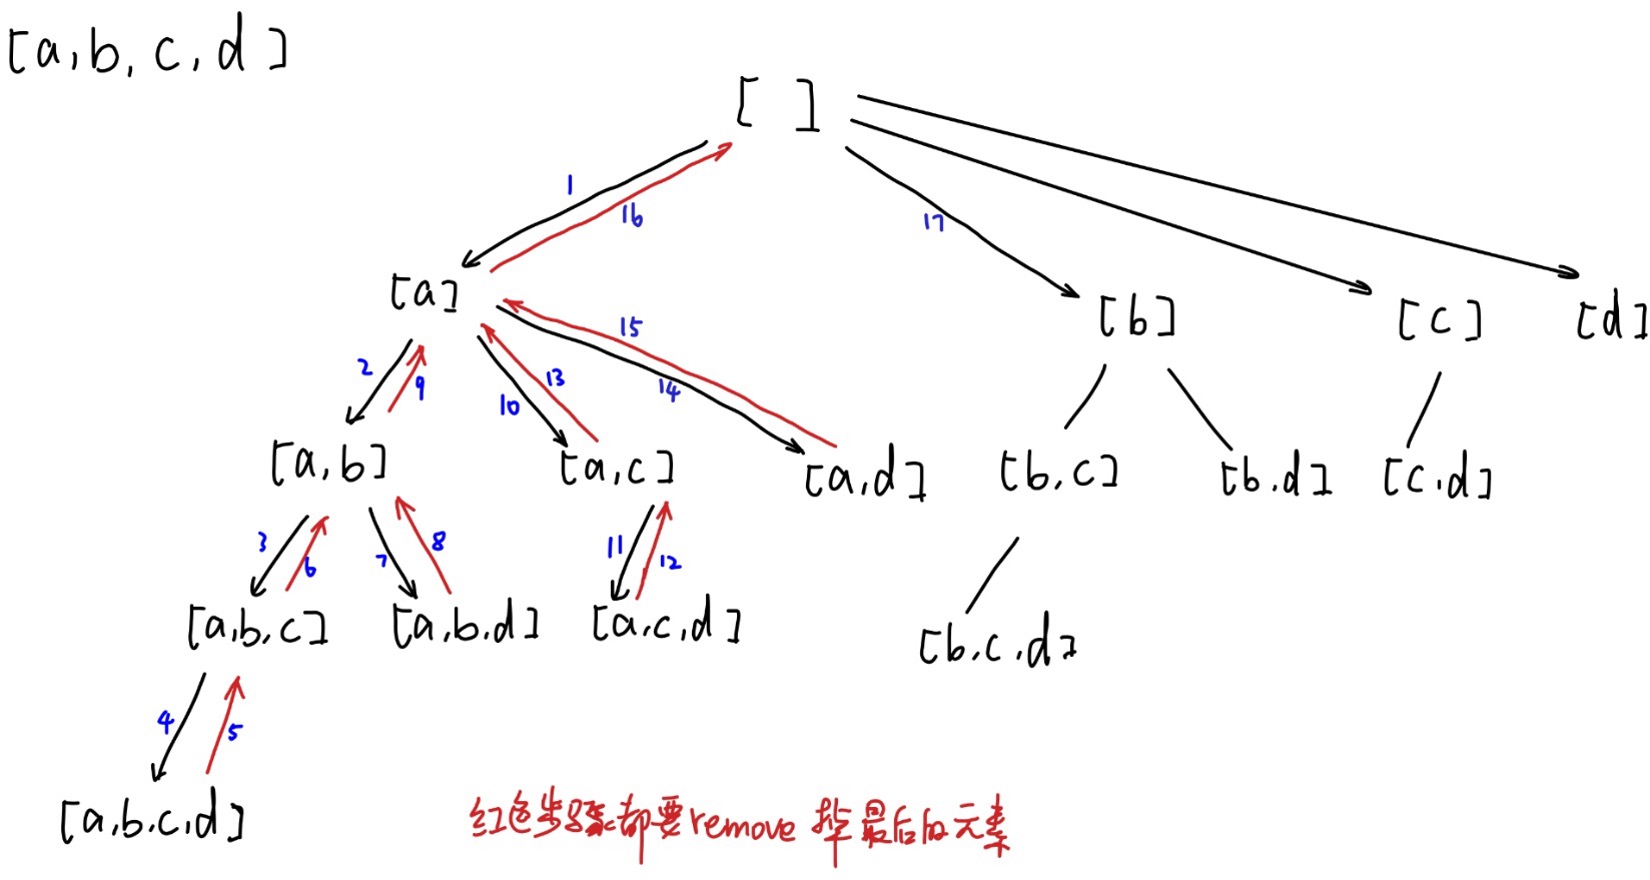 [a,b,c,d]
[ ]
1
16
17
[a]
[b]
[c]
[d]
15
2
9
13
14
10
[a,b]
[a,c]
[a,d]
[b,c]
[b.d]
[c.d]
3
6
7
8
11
12
[a,b,c]
[a,b,d]
[a,c,d]
[b,c,d]
4
5
[a,b,c,d]
红色步骤都要remove掉最后的元素